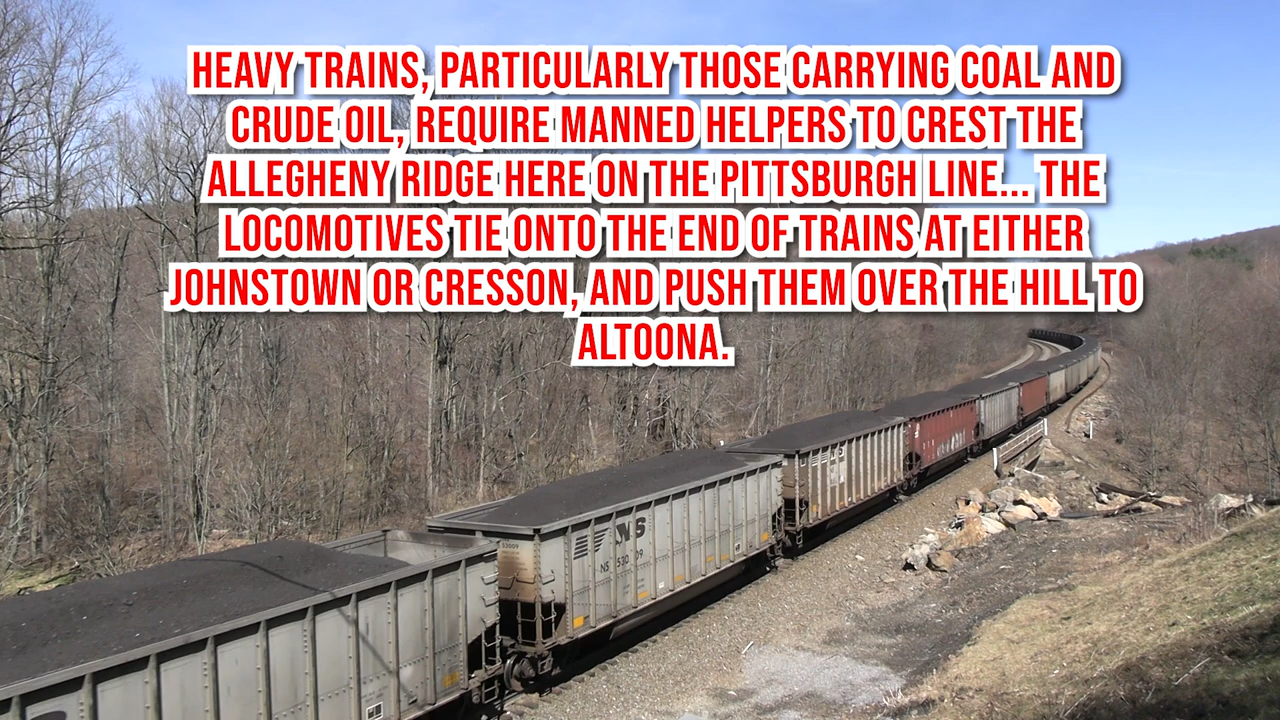 HEAVY TRAINS, PARTICULARLY THOSE CARRYING COAL AND
CRUDE OIL, REQUIRE MANNED HELPERS TO CREST THE
ALLEGHENY RIDGE HERE ON THE PITTSBURGH LINE... THE
LOCOMOTIVES TIE ONTO THE END OF TRAINS AT EITHER
JOHNSTOWN OR CRESSON, AND PUSH THEM OVER THE HILL TO
ALTOONA.
NS
53009